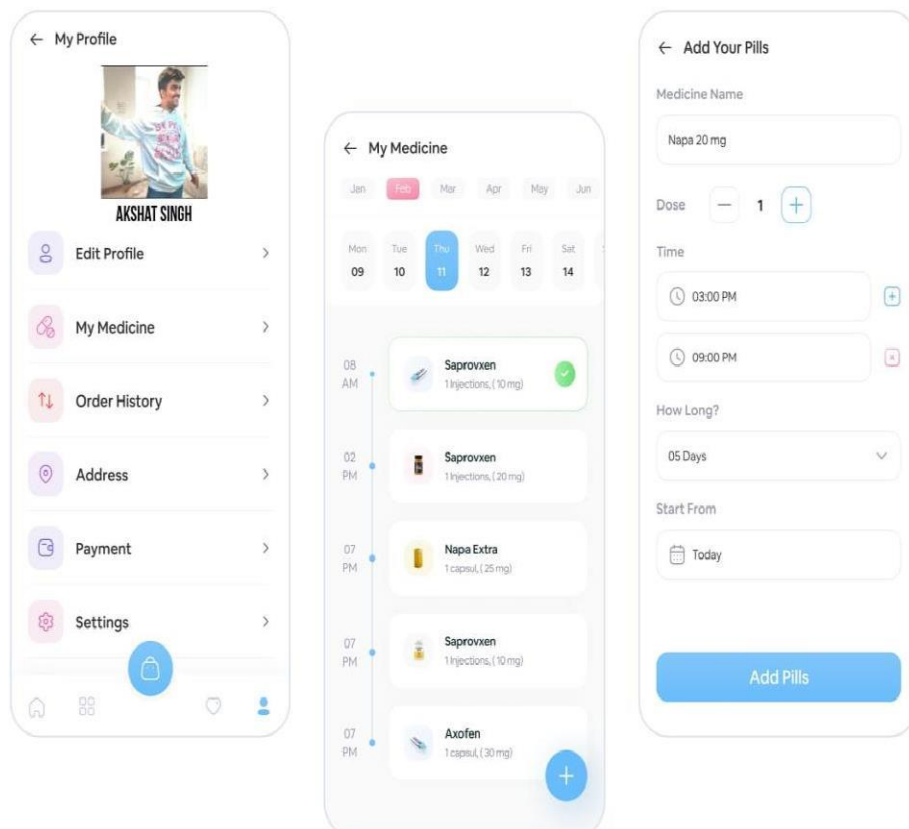 My Profile
AKSHAT SINGH
Edit Profile
My Medicine
Order History
Address
Payment
Settings
My Medicine
Jan Feb Mar Apr May Jun
Mon Tue Thu Wed Fri Sat
09 10 11 12 13 14
08 AM
Saprovxen
1 Injections, ( 10 mg)
02 PM
Saprovxen
1 Injections, ( 20 mg)
07 PM
Napa Extra
1 capsul, ( 25 mg)
07 PM
Saprovxen
1 Injections, ( 10 mg)
07 PM
Axofen
1 capsul, ( 30 mg)
Add Your Pills
Medicine Name
Napa 20 mg
Dose 1
Time
03:00 PM
09:00 PM
How Long?
05 Days
Start From
Today
Add Pills